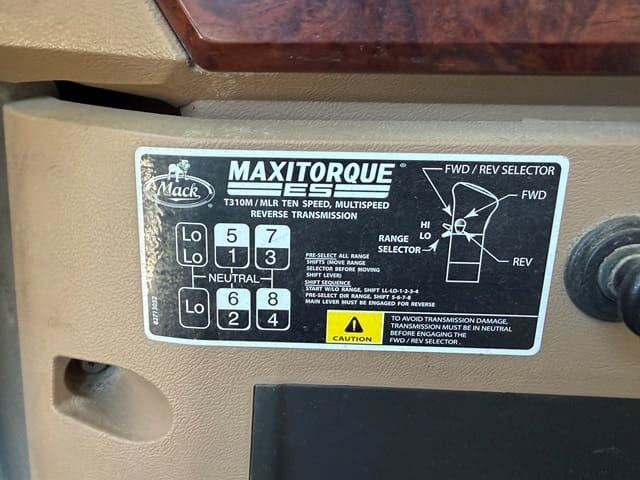 Mack
MAXITORQUE
ES
T310M / MLR TEN SPEED, MULTISPEED
REVERSE TRANSMISSION
Lo 5 7
Lo 1 3
NEUTRAL
Lo 6 8
2 4
PRE-SELECT ALL RANGE
SHIFTS (MOVE RANGE
SELECTOR BEFORE MOVING
SHIFT LEVER)
SHIFT SEQUENCE
START W/LO RANGE, SHIFT LL-LO-1-2-3-4
PRE-SELECT DIR RANGE, SHIFT 5-6-7-8
MAIN LEVER MUST BE ENGAGED FOR REVERSE
FWD / REV SELECTOR
FWD
HI
LO
RANGE
SELECTOR
REV
CAUTION
TO AVOID TRANSMISSION DAMAGE,
TRANSMISSION MUST BE IN NEUTRAL
BEFORE ENGAGING THE
FWD / REV SELECTOR.